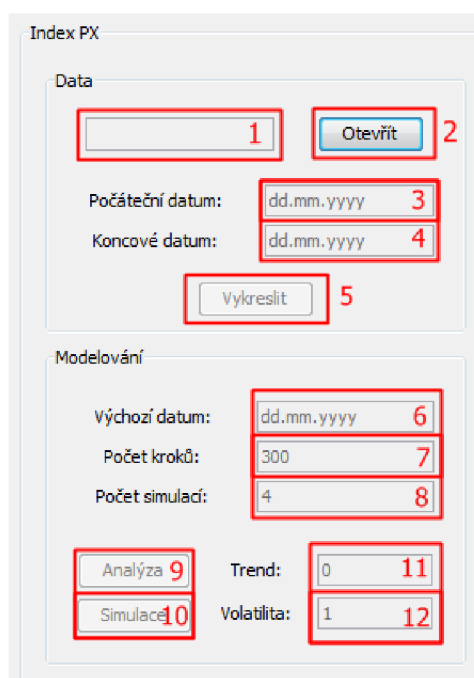 Index PX
Data
1 Otevřít 2
Počáteční datum: dd.mm.yyyy 3
Koncové datum: dd.mm.yyyy 4
Vykreslit 5
Modelování
Výchozí datum: dd.mm.yyyy 6
Počet kroků: 300 7
Počet simulací: 4 8
Analýza 9 Trend: 0 11
Simulace 10 Volatilita: 1 12